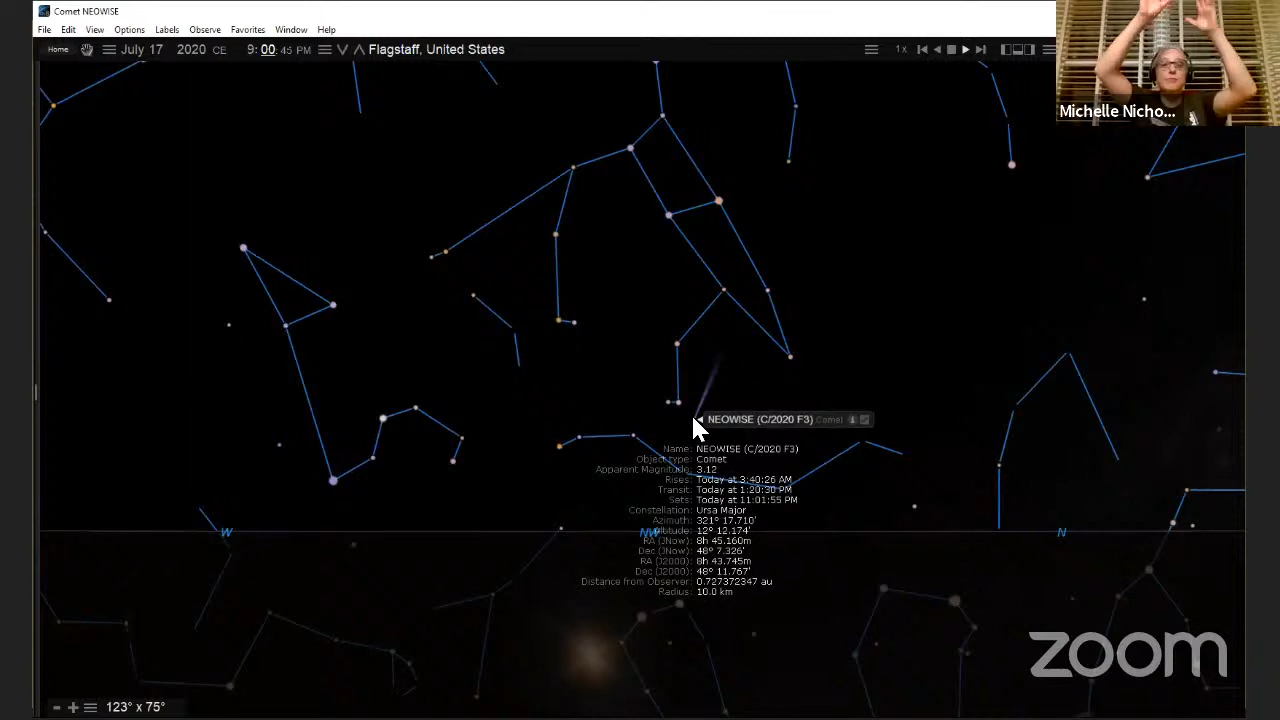 Comet NEOWISE
File Edit View Options Labels Observe Favorites Window Help
Home July 17 2020 CE 9:00:45 PM Flagstaff, United States 1x
Michelle Nicho...
NEOWISE (C/2020 F3) Comet
Name: NEOWISE (C/2020 F3)
Object type: Comet
Apparent Magnitude: 3.12
Rises: Today at 3:40:26 AM
Transit: Today at 1:20:30 PM
Sets: Today at 11:01:55 PM
Constellation: Ursa Major
Azimuth: 321° 17.710'
W NW Altitude: 12° 12.174' N
RA (JNow): 8h 45.160m
Dec (JNow): 48° 7.326'
RA (J2000): 8h 43.745m
Dec (J2000): 48° 11.767'
Distance from Observer: 0.727372347 au
Radius: 10.0 km
zoom
123° x 75°